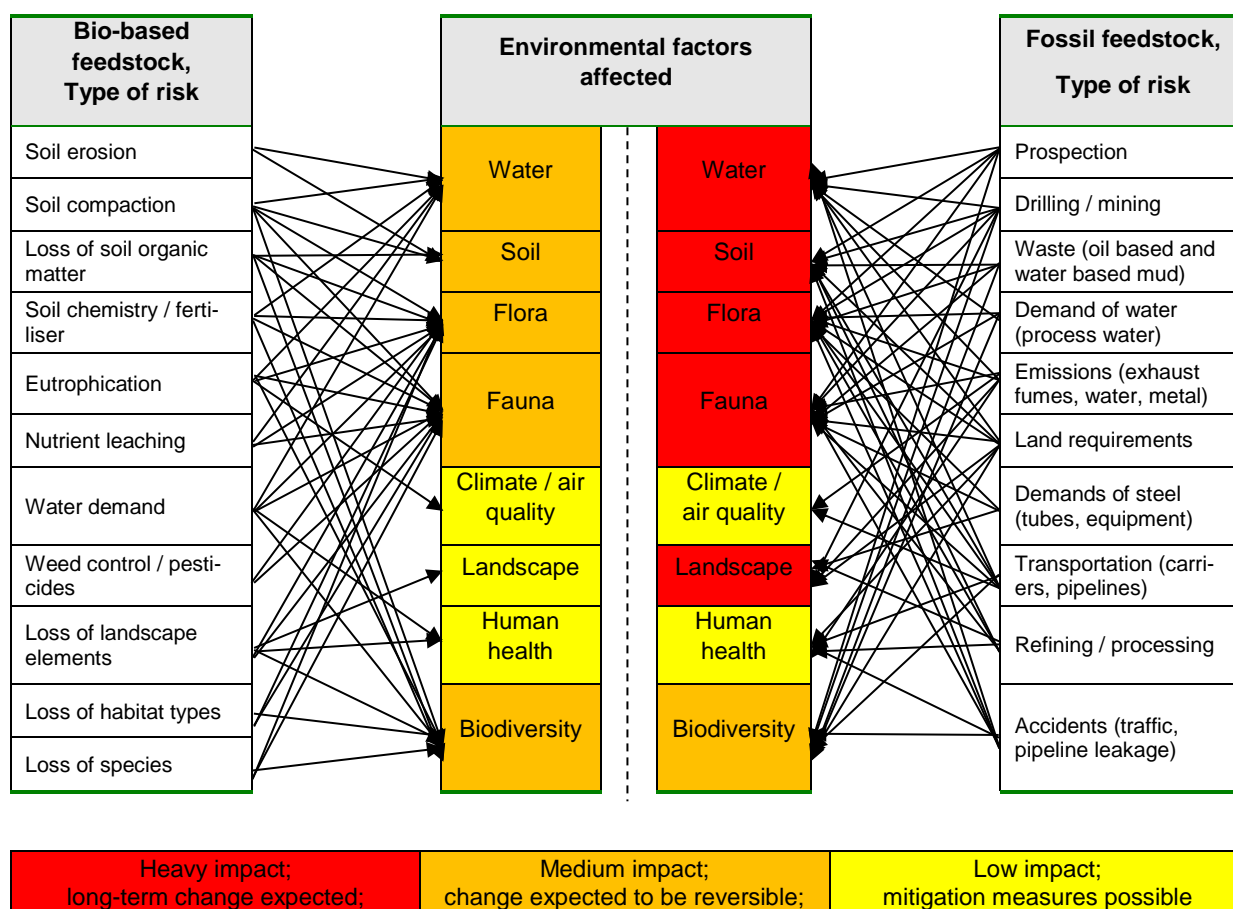 Bio-based
feedstock,
Type of risk
Environmental factors
affected
Fossil feedstock,
Type of risk
Soil erosion
Soil compaction
Loss of soil organic
matter
Soil chemistry / ferti-
liser
Eutrophication
Nutrient leaching
Water demand
Weed control / pesti-
cides
Loss of landscape
elements
Loss of habitat types
Loss of species
Water
Soil
Flora
Fauna
Climate / air
quality
Landscape
Human
health
Biodiversity
Water
Soil
Flora
Fauna
Climate /
air quality
Landscape
Human
health
Biodiversity
Prospection
Drilling / mining
Waste (oil based and
water based mud)
Demand of water
(process water)
Emissions (exhaust
fumes, water, metal)
Land requirements
Demands of steel
(tubes, equipment)
Transportation (carri-
ers, pipelines)
Refining / processing
Accidents (traffic,
pipeline leakage)
Heavy impact;
long-term change expected;
Medium impact;
change expected to be reversible;
Low impact;
mitigation measures possible